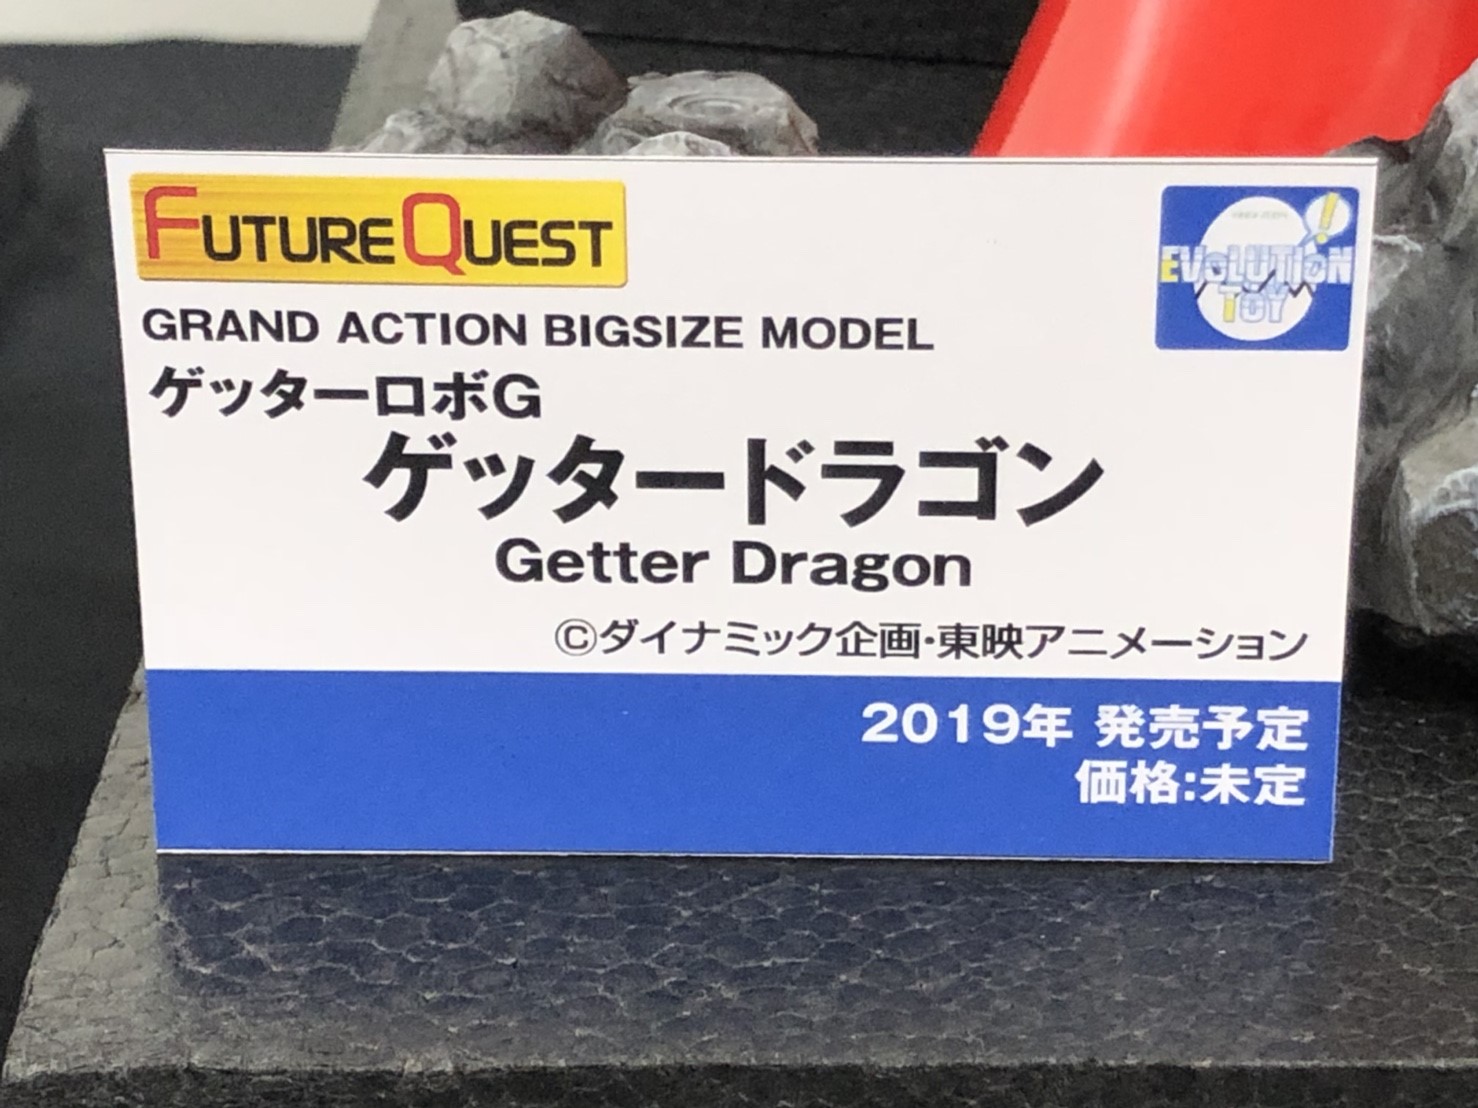 FUTURE QUEST
EVOLUTION!
TOY
GRAND ACTION BIGSIZE MODEL
ゲッターロボG
ゲッタードラゴン
Getter Dragon
©ダイナミック企画・東映アニメーション
2019年 発売予定
価格:未定